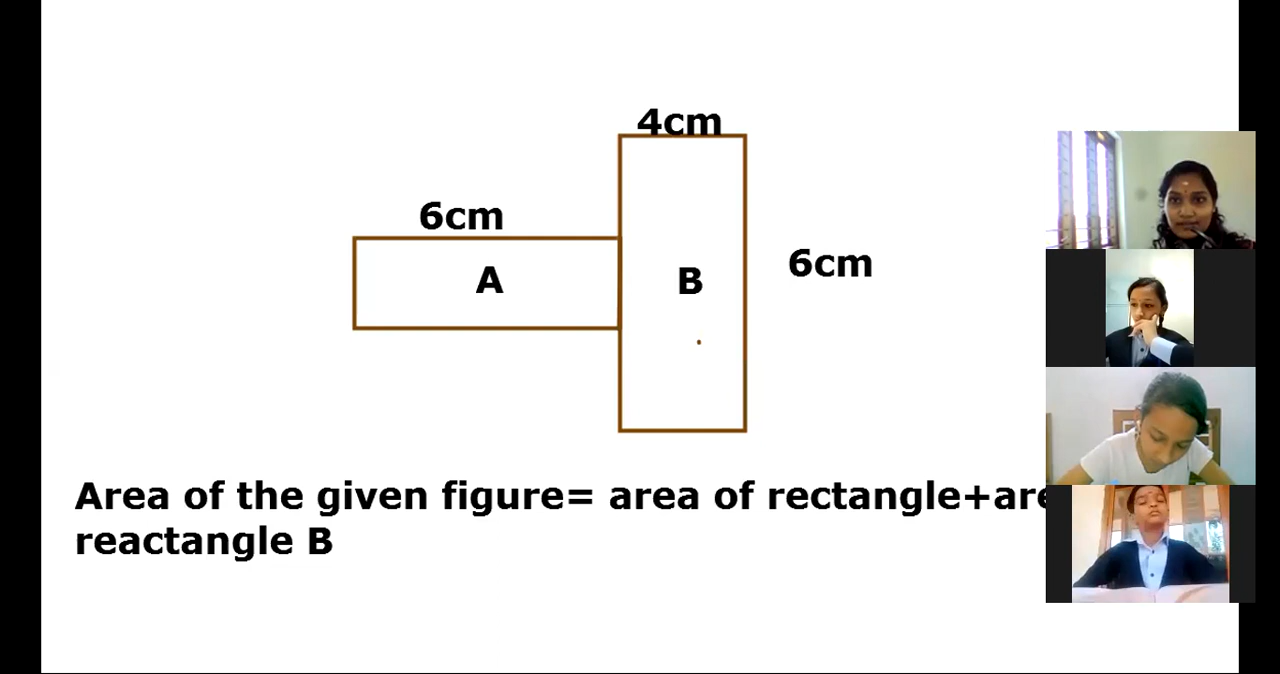 4cm
6cm
A
B
6cm
Area of the given figure= area of rectangle+are
reactangle B